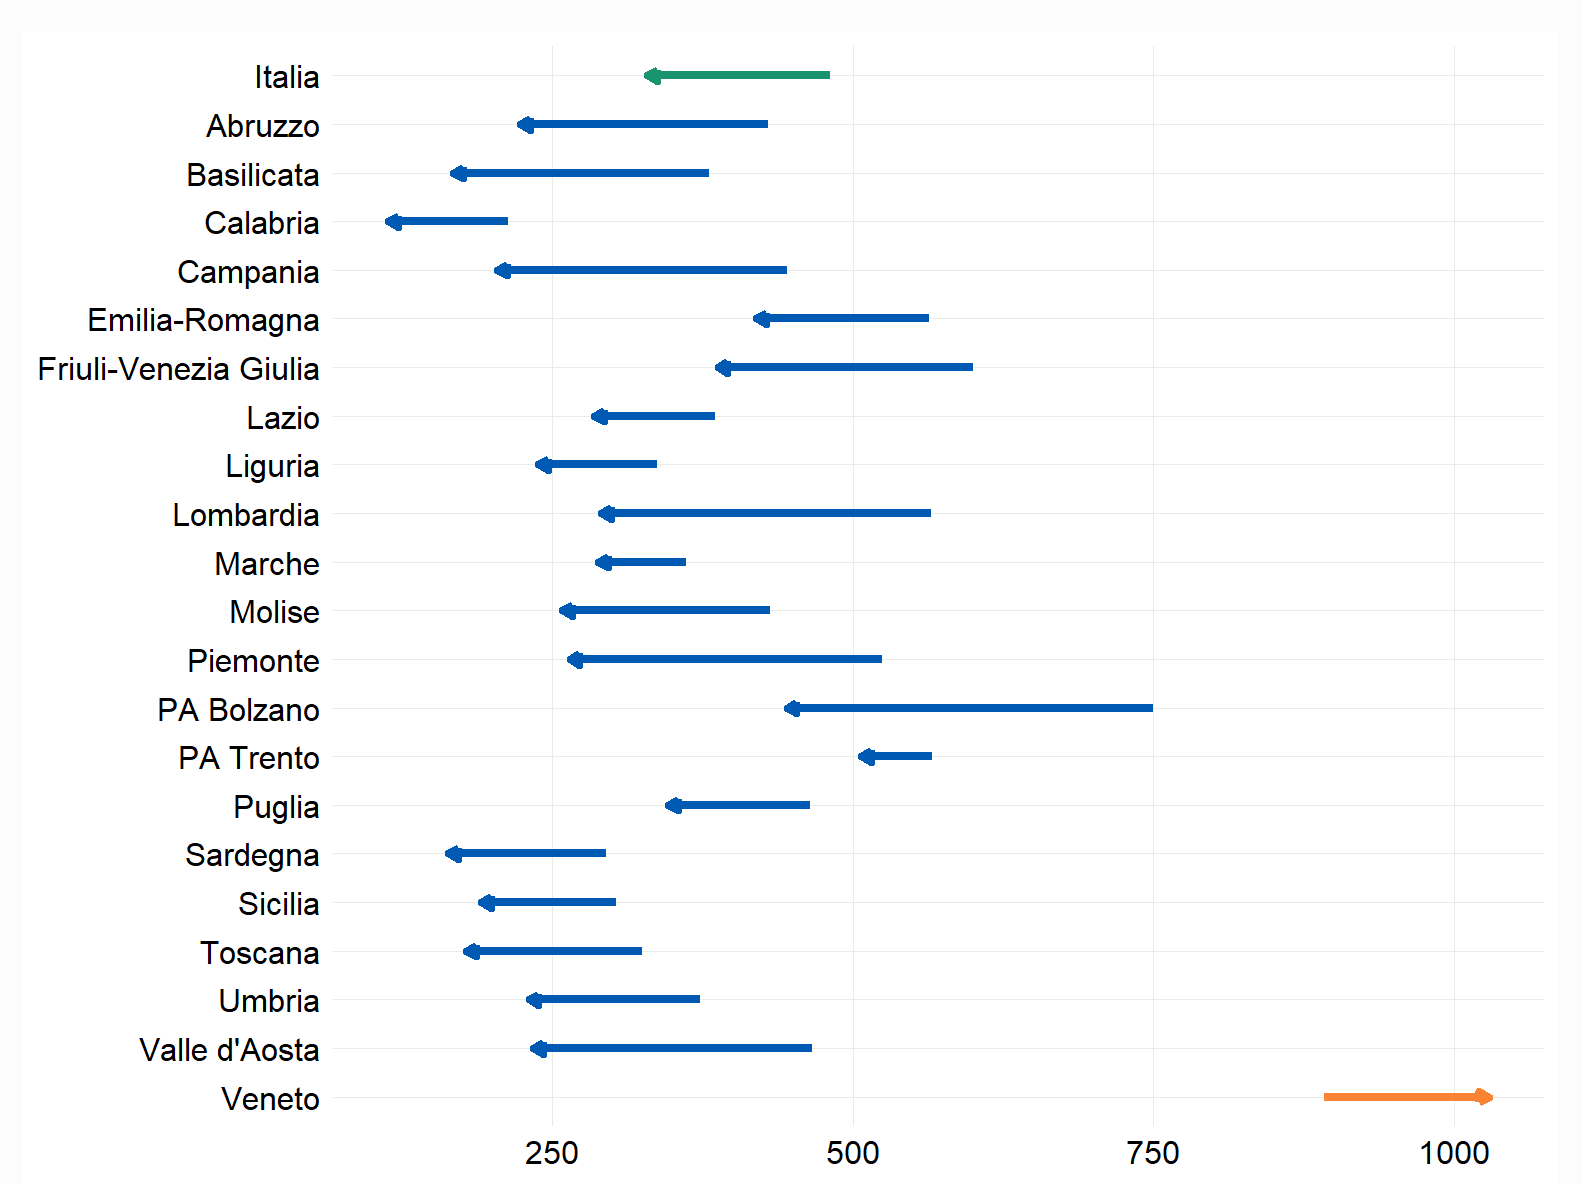 Italia
Abruzzo
Basilicata
Calabria
Campania
Emilia-Romagna
Friuli-Venezia Giulia
Lazio
Liguria
Lombardia
Marche
Molise
Piemonte
PA Bolzano
PA Trento
Puglia
Sardegna
Sicilia
Toscana
Umbria
Valle d'Aosta
Veneto
250 500 750 1000